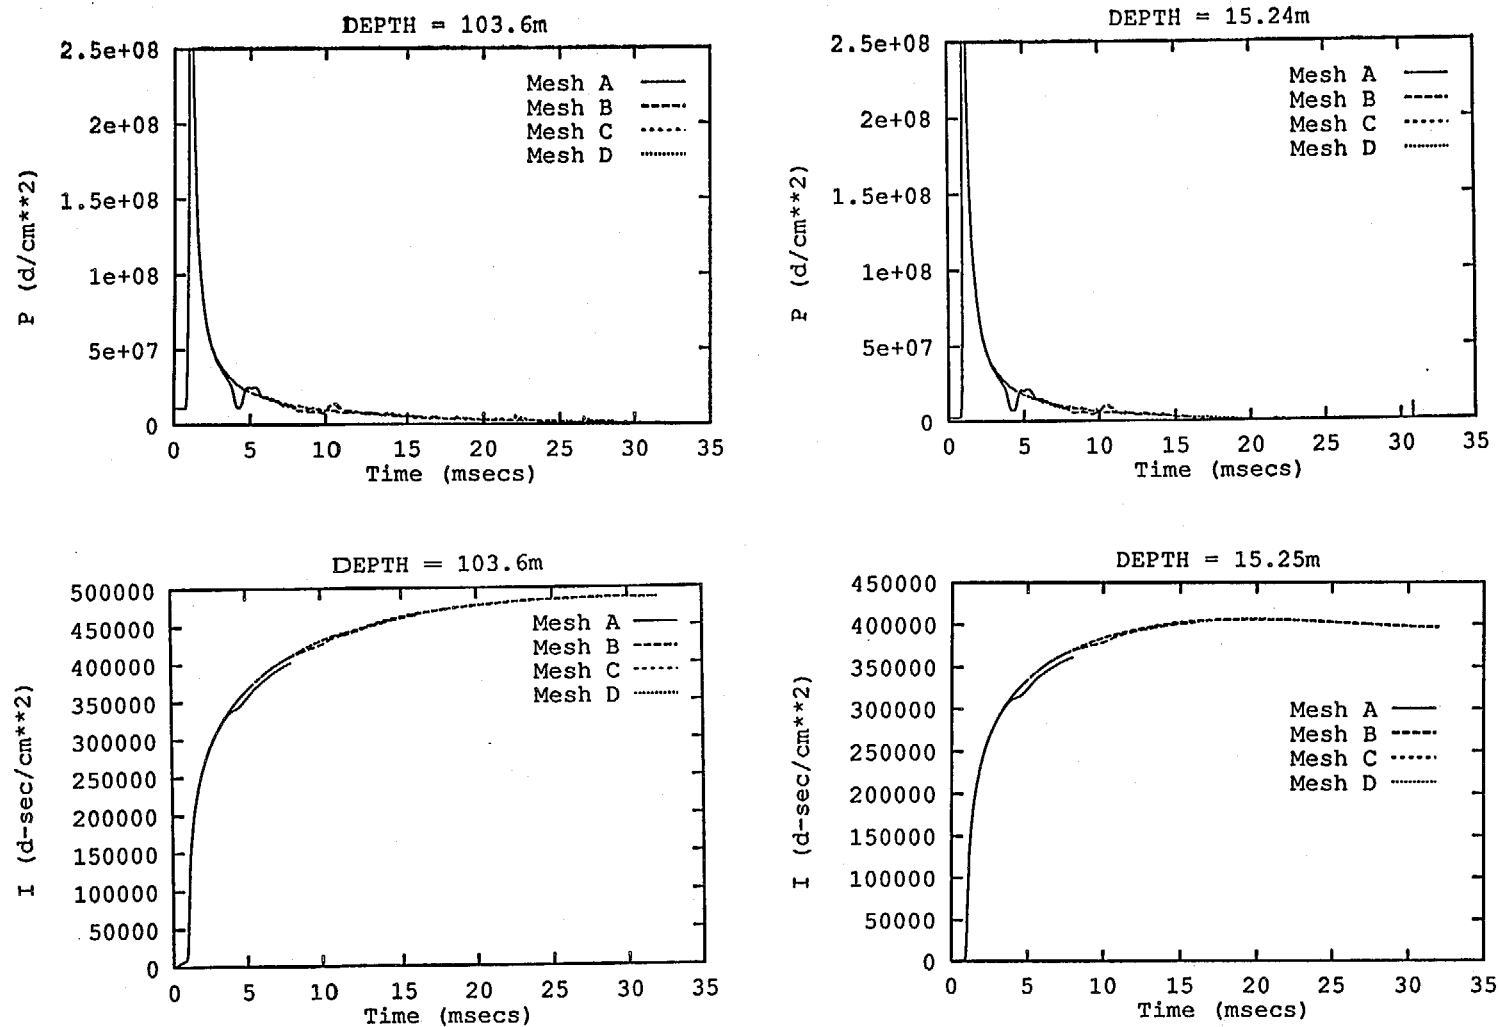 DEPTH = 103.6m
2.5e+08
2e+08
1.5e+08
1e+08
5e+07
0
P (d/cm**2)
Mesh A
Mesh B
Mesh C
Mesh D
0 5 10 15 20 25 30 35
Time (msecs)
DEPTH = 15.24m
2.5e+08
2e+08
1.5e+08
1e+08
5e+07
0
P (d/cm**2)
Mesh A
Mesh B
Mesh C
Mesh D
0 5 10 15 20 25 30 35
Time (msecs)
DEPTH = 103.6m
500000
450000
400000
350000
300000
250000
200000
150000
100000
50000
0
I (d-sec/cm**2)
Mesh A
Mesh B
Mesh C
Mesh D
0 5 10 15 20 25 30 35
Time (msecs)
DEPTH = 15.25m
450000
400000
350000
300000
250000
200000
150000
100000
50000
0
I (d-sec/cm**2)
Mesh A
Mesh B
Mesh C
Mesh D
0 5 10 15 20 25 30 35
Time (msecs)